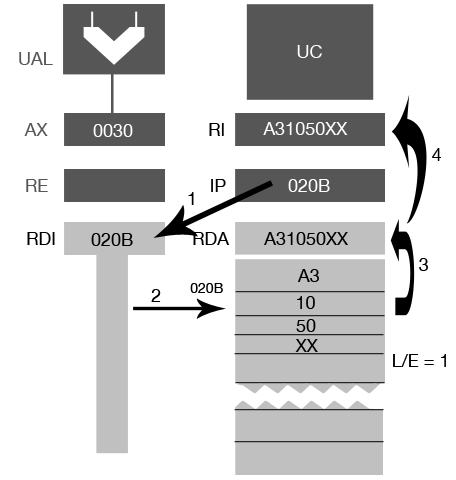 UAL
UC
AX
0030
RI
A31050XX
4
RE
IP
020B
1
RDI
020B
RDA
A31050XX
3
A3
2
020B
10
50
XX
L/E = 1